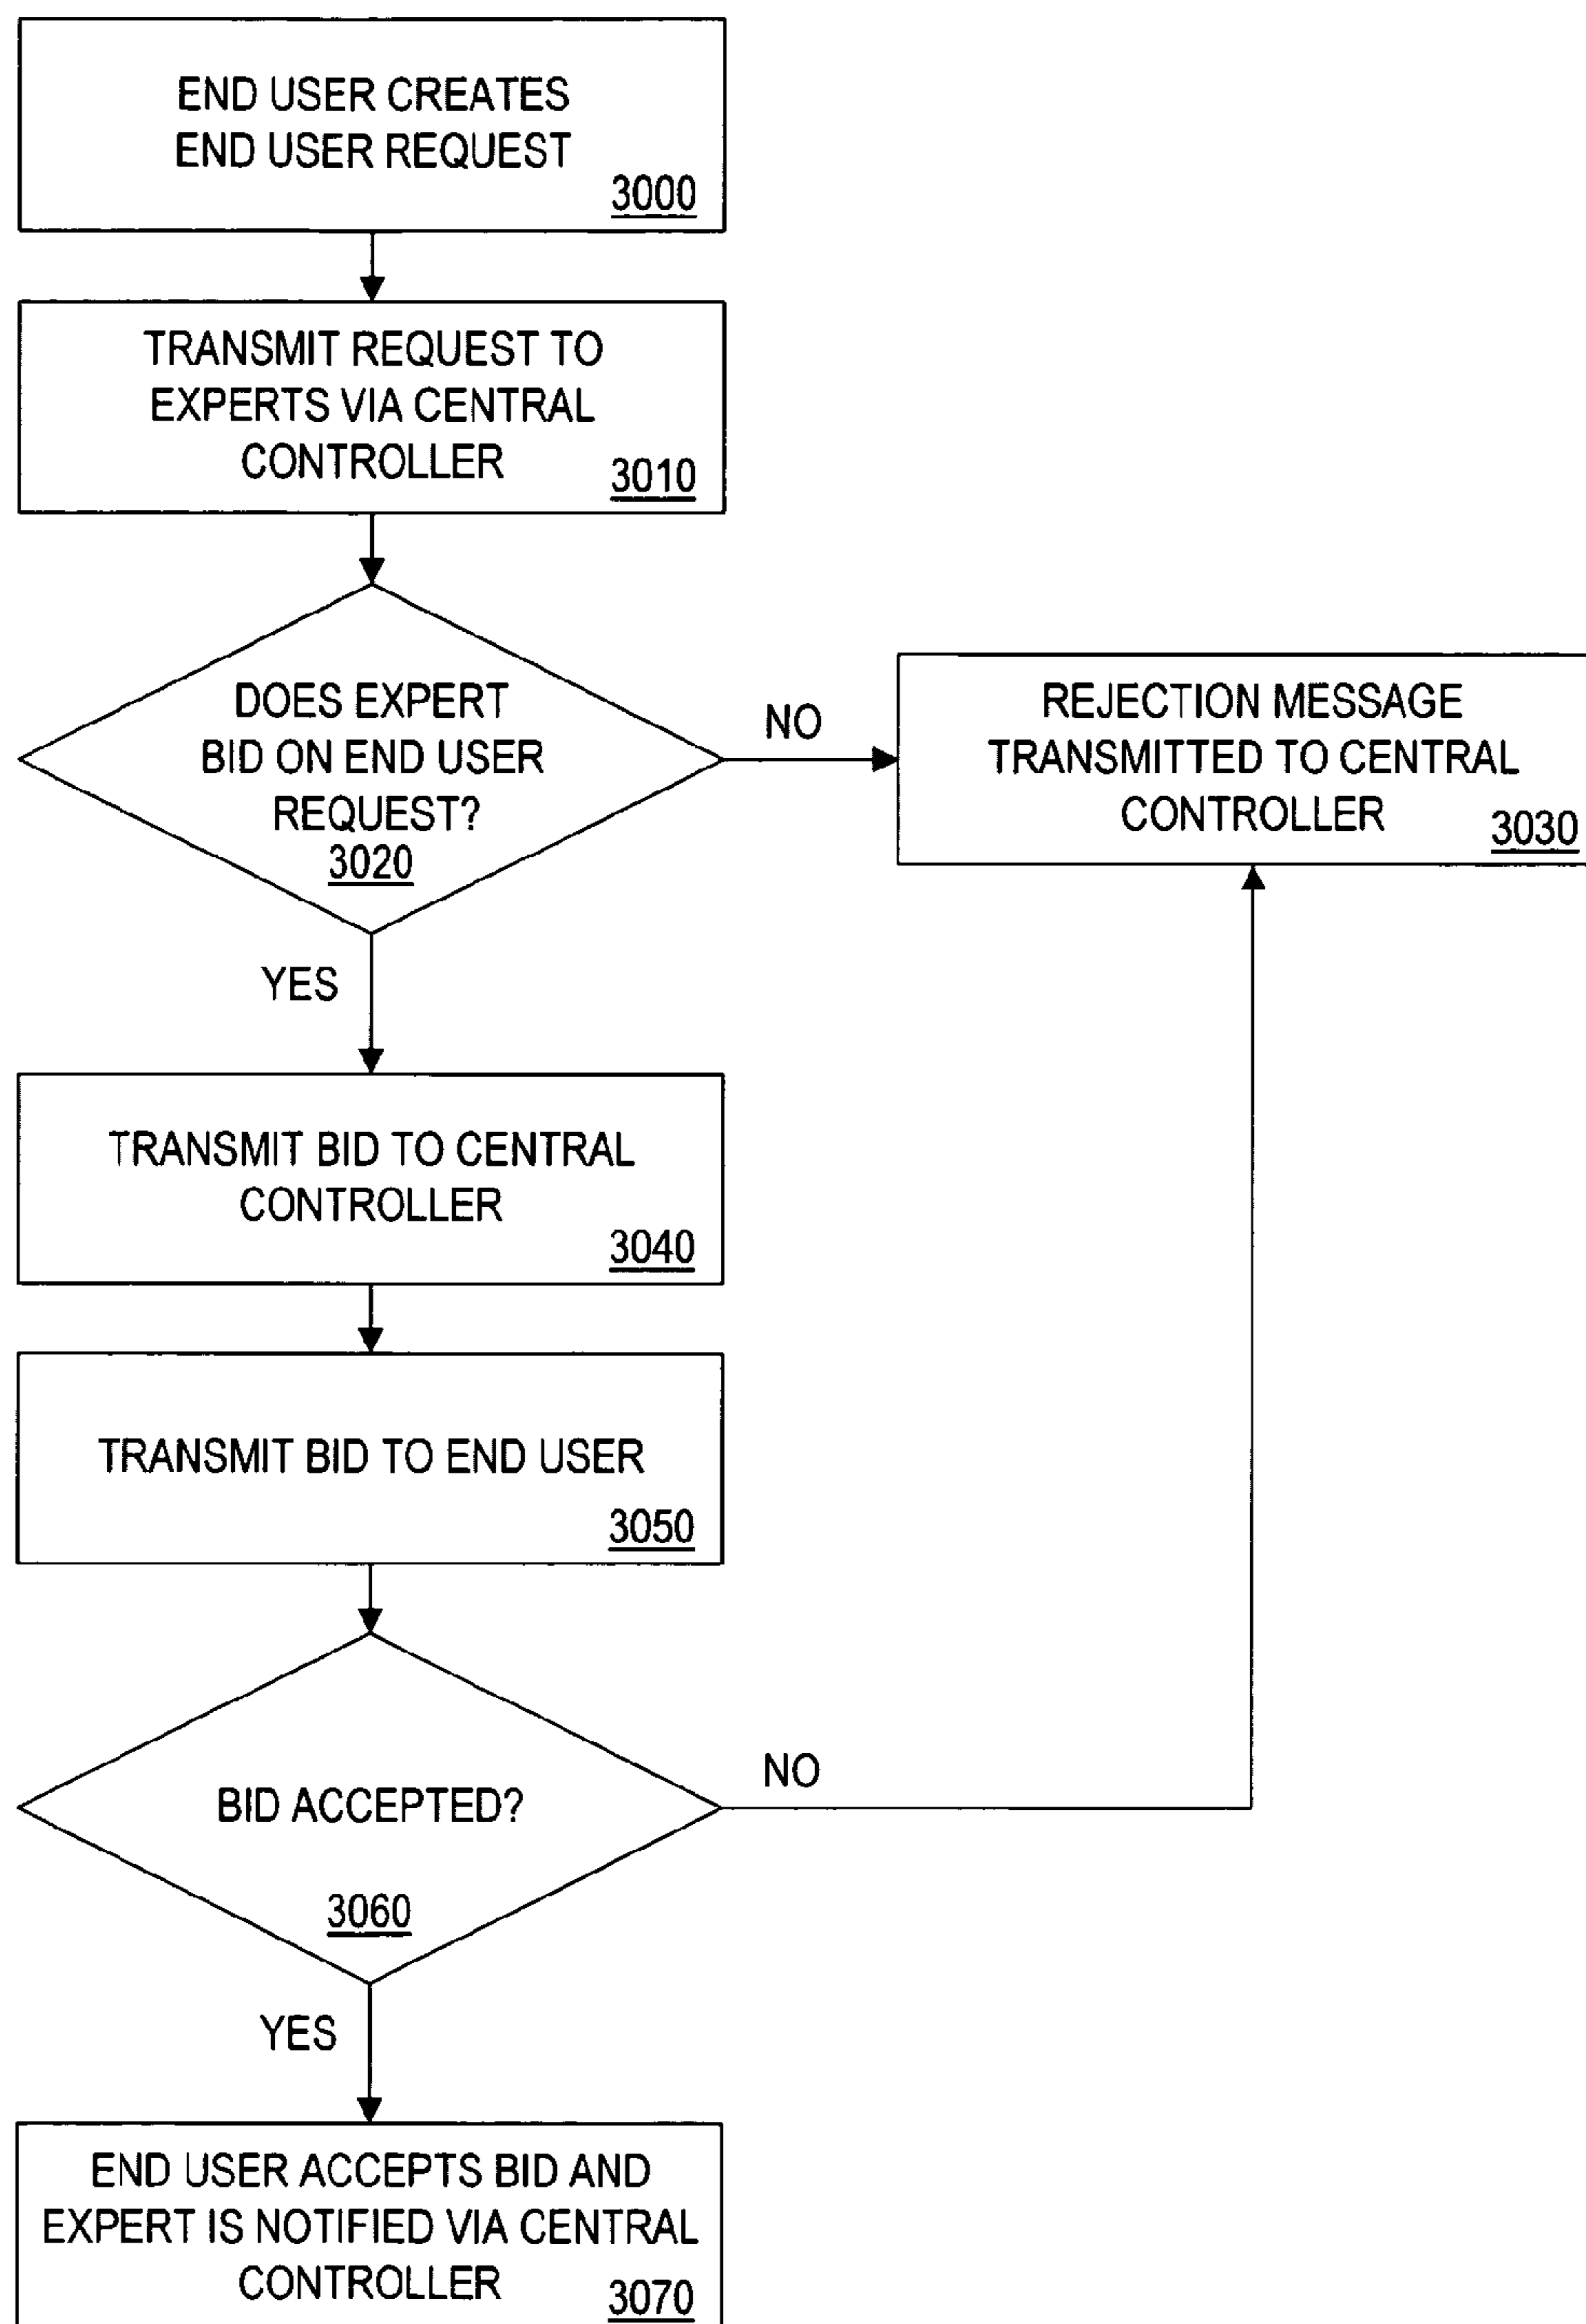 END USER CREATES
END USER REQUEST
3000
TRANSMIT REQUEST TO
EXPERTS VIA CENTRAL
CONTROLLER
3010
DOES EXPERT
BID ON END USER
REQUEST?
3020
NO
REJECTION MESSAGE
TRANSMITTED TO CENTRAL
CONTROLLER
3030
YES
TRANSMIT BID TO CENTRAL
CONTROLLER
3040
TRANSMIT BID TO END USER
3050
BID ACCEPTED?
3060
NO
YES
END USER ACCEPTS BID AND
EXPERT IS NOTIFIED VIA CENTRAL
CONTROLLER
3070